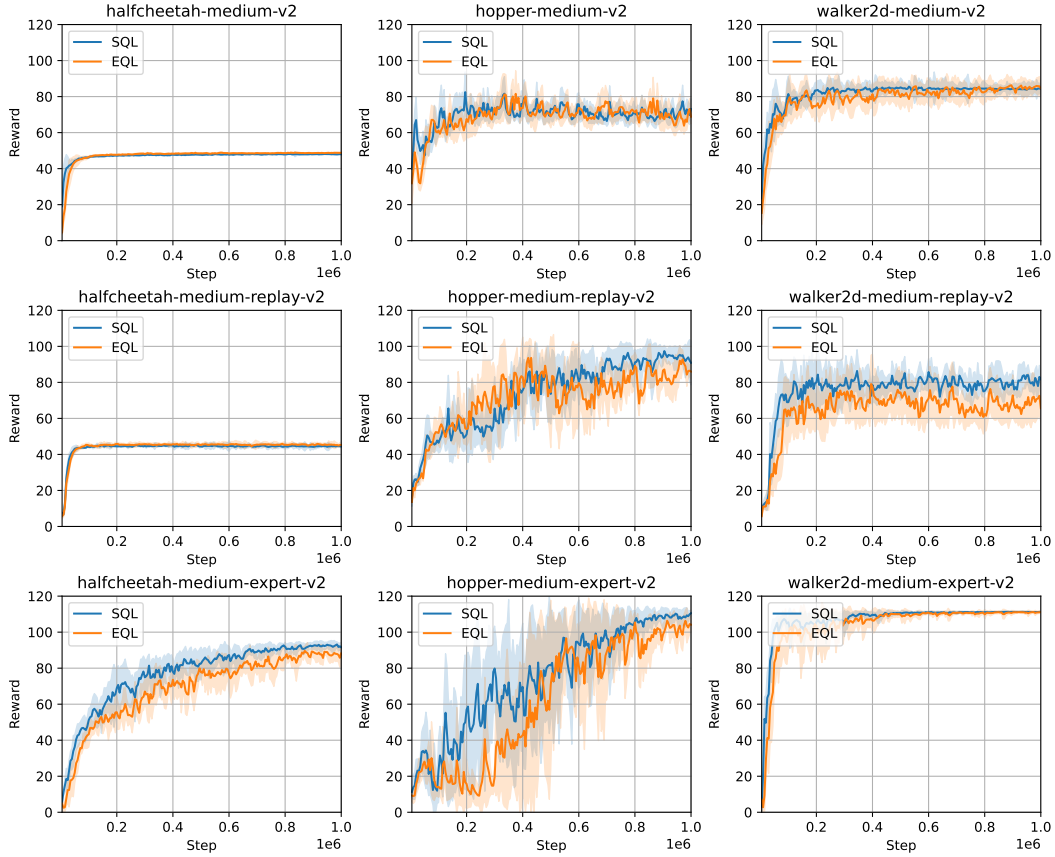 halfcheetah-medium-v2
120
100
80
60
40
20
0
Reward
SQL
EQL
0.2 0.4 0.6 0.8 1.0
Step
1e6
hopper-medium-v2
120
100
80
60
40
20
0
Reward
SQL
EQL
0.2 0.4 0.6 0.8 1.0
Step
1e6
walker2d-medium-v2
120
100
80
60
40
20
0
Reward
SQL
EQL
0.2 0.4 0.6 0.8 1.0
Step
1e6
halfcheetah-medium-replay-v2
120
100
80
60
40
20
0
Reward
SQL
EQL
0.2 0.4 0.6 0.8 1.0
Step
1e6
hopper-medium-replay-v2
120
100
80
60
40
20
0
Reward
SQL
EQL
0.2 0.4 0.6 0.8 1.0
Step
1e6
walker2d-medium-replay-v2
120
100
80
60
40
20
0
Reward
SQL
EQL
0.2 0.4 0.6 0.8 1.0
Step
1e6
halfcheetah-medium-expert-v2
120
100
80
60
40
20
0
Reward
SQL
EQL
0.2 0.4 0.6 0.8 1.0
Step
1e6
hopper-medium-expert-v2
120
100
80
60
40
20
0
Reward
SQL
EQL
0.2 0.4 0.6 0.8 1.0
Step
1e6
walker2d-medium-expert-v2
120
100
80
60
40
20
0
Reward
SQL
EQL
0.2 0.4 0.6 0.8 1.0
Step
1e6